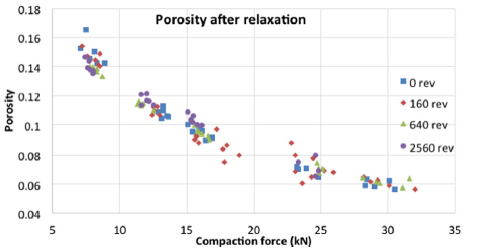 Porosity after relaxation
0.18
0.16
0.14
0.12
0.1
0.08
0.06
0.04
Porosity
0 rev
160 rev
640 rev
2560 rev
5 10 15 20 25 30 35
Compaction force (kN)